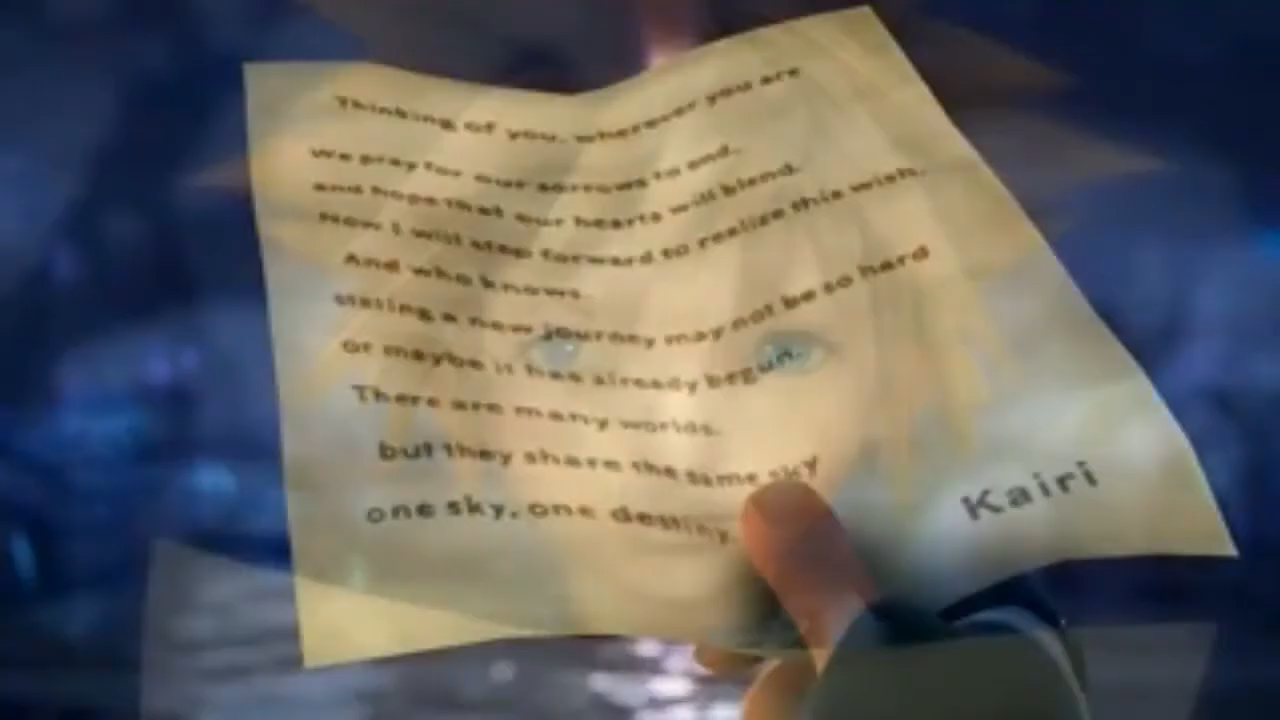 Thinking of you, wherever you are
We pray for our sorrows to end,
and hope that our hearts will blend.
Now I will step forward to realize this wish.
And who knows:
stating a new journey may not be so hard
or maybe it has already begun.
There are many worlds,
but they share the same sky
one sky, one destiny.
Kairi